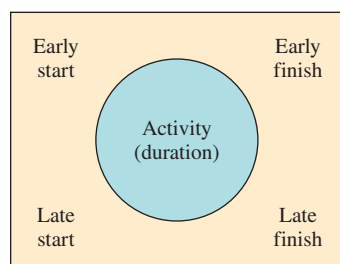 Early
start
Early
finish
Activity
(duration)
Late
start
Late
finish